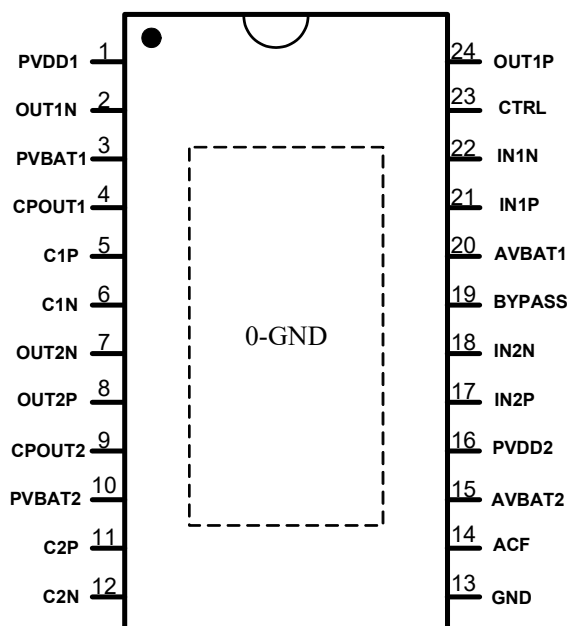 PVDD1 1 24 OUT1P
OUT1N 2 23 CTRL
PVBAT1 3 22 IN1N
CPOUT1 4 21 IN1P
C1P 5 20 AVBAT1
C1N 6 19 BYPASS
0-GND
OUT2N 7 18 IN2N
OUT2P 8 17 IN2P
CPOUT2 9 16 PVDD2
PVBAT2 10 15 AVBAT2
C2P 11 14 ACF
C2N 12 13 GND